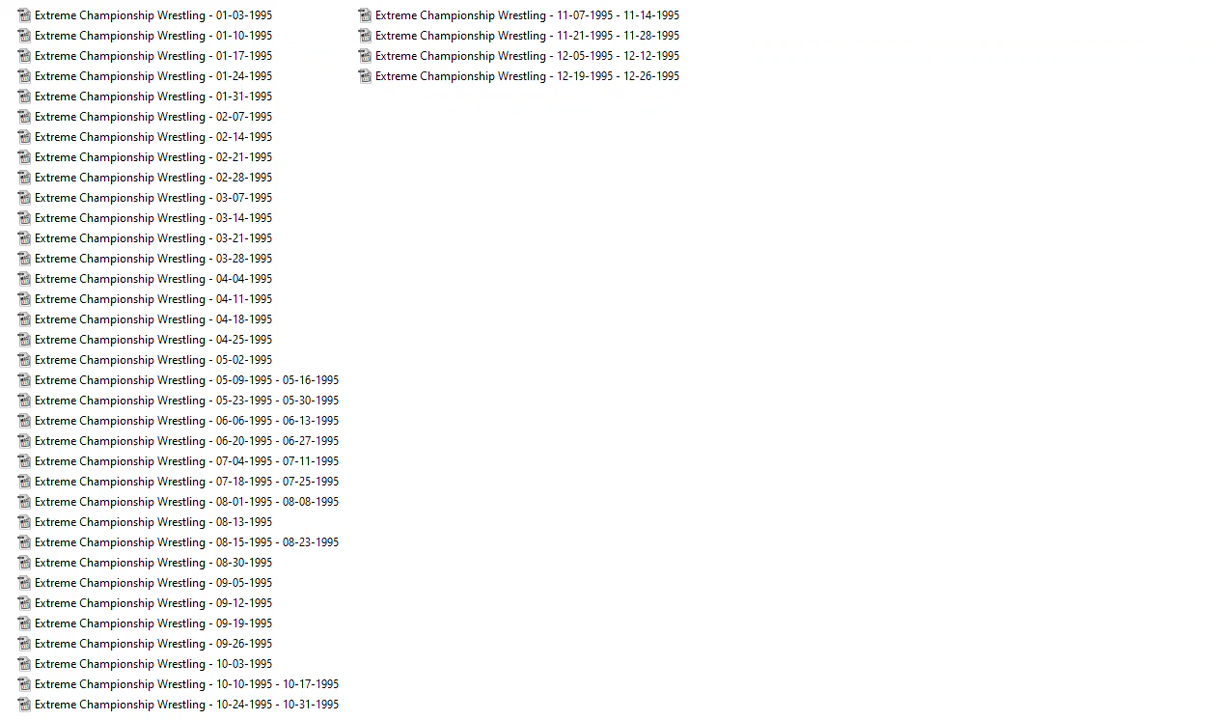 Extreme Championship Wrestling - 01-03-1995
Extreme Championship Wrestling - 01-10-1995
Extreme Championship Wrestling - 01-17-1995
Extreme Championship Wrestling - 01-24-1995
Extreme Championship Wrestling - 01-31-1995
Extreme Championship Wrestling - 02-07-1995
Extreme Championship Wrestling - 02-14-1995
Extreme Championship Wrestling - 02-21-1995
Extreme Championship Wrestling - 02-28-1995
Extreme Championship Wrestling - 03-07-1995
Extreme Championship Wrestling - 03-14-1995
Extreme Championship Wrestling - 03-21-1995
Extreme Championship Wrestling - 03-28-1995
Extreme Championship Wrestling - 04-04-1995
Extreme Championship Wrestling - 04-11-1995
Extreme Championship Wrestling - 04-18-1995
Extreme Championship Wrestling - 04-25-1995
Extreme Championship Wrestling - 05-02-1995
Extreme Championship Wrestling - 05-09-1995 - 05-16-1995
Extreme Championship Wrestling - 05-23-1995 - 05-30-1995
Extreme Championship Wrestling - 06-06-1995 - 06-13-1995
Extreme Championship Wrestling - 06-20-1995 - 06-27-1995
Extreme Championship Wrestling - 07-04-1995 - 07-11-1995
Extreme Championship Wrestling - 07-18-1995 - 07-25-1995
Extreme Championship Wrestling - 08-01-1995 - 08-08-1995
Extreme Championship Wrestling - 08-13-1995
Extreme Championship Wrestling - 08-15-1995 - 08-23-1995
Extreme Championship Wrestling - 08-30-1995
Extreme Championship Wrestling - 09-05-1995
Extreme Championship Wrestling - 09-12-1995
Extreme Championship Wrestling - 09-19-1995
Extreme Championship Wrestling - 09-26-1995
Extreme Championship Wrestling - 10-03-1995
Extreme Championship Wrestling - 10-10-1995 - 10-17-1995
Extreme Championship Wrestling - 10-24-1995 - 10-31-1995
Extreme Championship Wrestling - 11-07-1995 - 11-14-1995
Extreme Championship Wrestling - 11-21-1995 - 11-28-1995
Extreme Championship Wrestling - 12-05-1995 - 12-12-1995
Extreme Championship Wrestling - 12-19-1995 - 12-26-1995